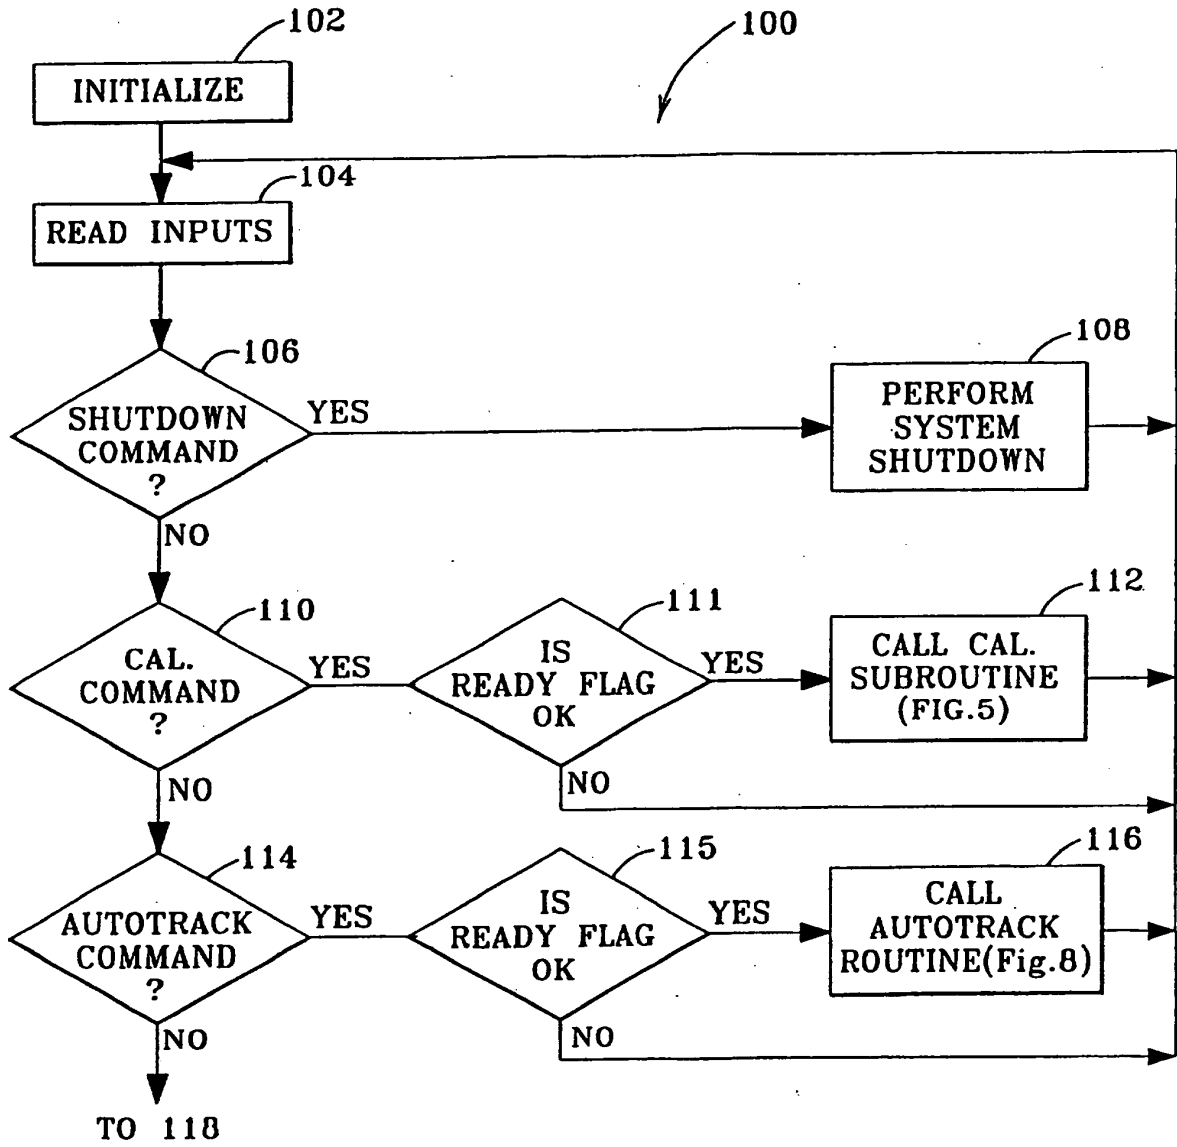 102
100
INITIALIZE
104
READ INPUTS
106
SHUTDOWN
COMMAND
?
YES
NO
108
PERFORM
SYSTEM
SHUTDOWN
110
CAL.
COMMAND
?
YES
NO
111
IS
READY FLAG
OK
YES
NO
112
CALL CAL.
SUBROUTINE
(FIG.5)
114
AUTOTRACK
COMMAND
?
YES
NO
115
IS
READY FLAG
OK
YES
NO
116
CALL
AUTOTRACK
ROUTINE(Fig.8)
TO 118